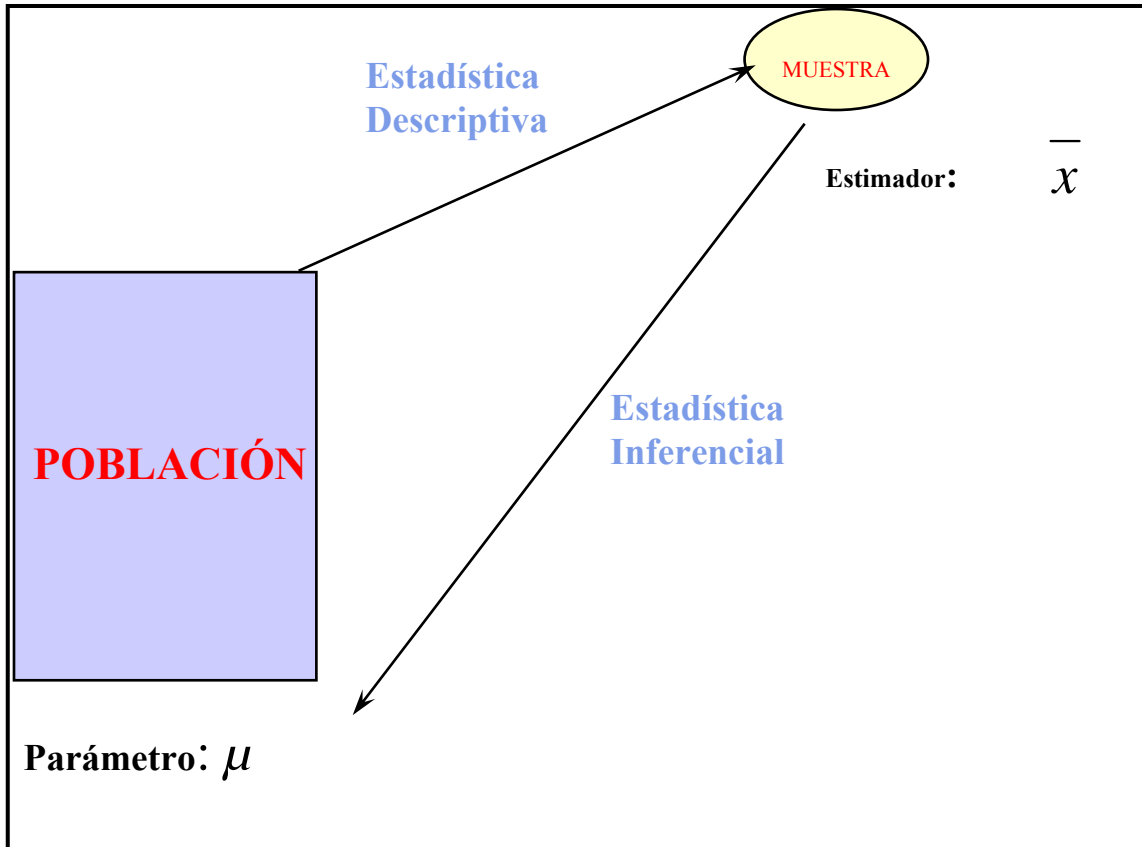 MUESTRA
Estadística
Descriptiva
Estimador: x̅
Estadística
Inferencial
POBLACIÓN
Parámetro: μ